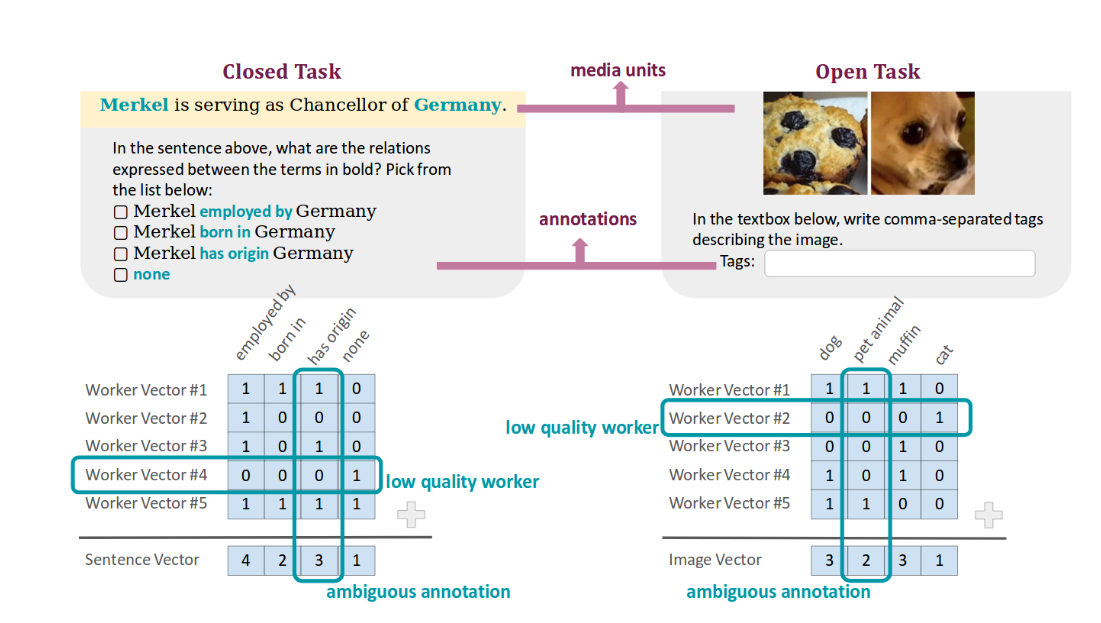 Closed Task
media units
Open Task
Merkel is serving as Chancellor of Germany.
In the sentence above, what are the relations
expressed between the terms in bold? Pick from
the list below:
Merkel employed by Germany
Merkel born in Germany
Merkel has origin Germany
none
annotations
In the textbox below, write comma-separated tags
describing the image.
Tags:
employed by
born in
has origin
none
Worker Vector #1 1 1 1 0
Worker Vector #2 1 0 0 0
Worker Vector #3 1 0 1 0
Worker Vector #4 0 0 0 1
low quality worker
Worker Vector #5 1 1 1 1
Sentence Vector 4 2 3 1
ambiguous annotation
dog
pet animal
muffin
cat
Worker Vector #1 1 1 1 0
Worker Vector #2 0 0 0 1
low quality worker
Worker Vector #3 0 0 1 0
Worker Vector #4 1 0 1 0
Worker Vector #5 1 1 0 0
Image Vector 3 2 3 1
ambiguous annotation